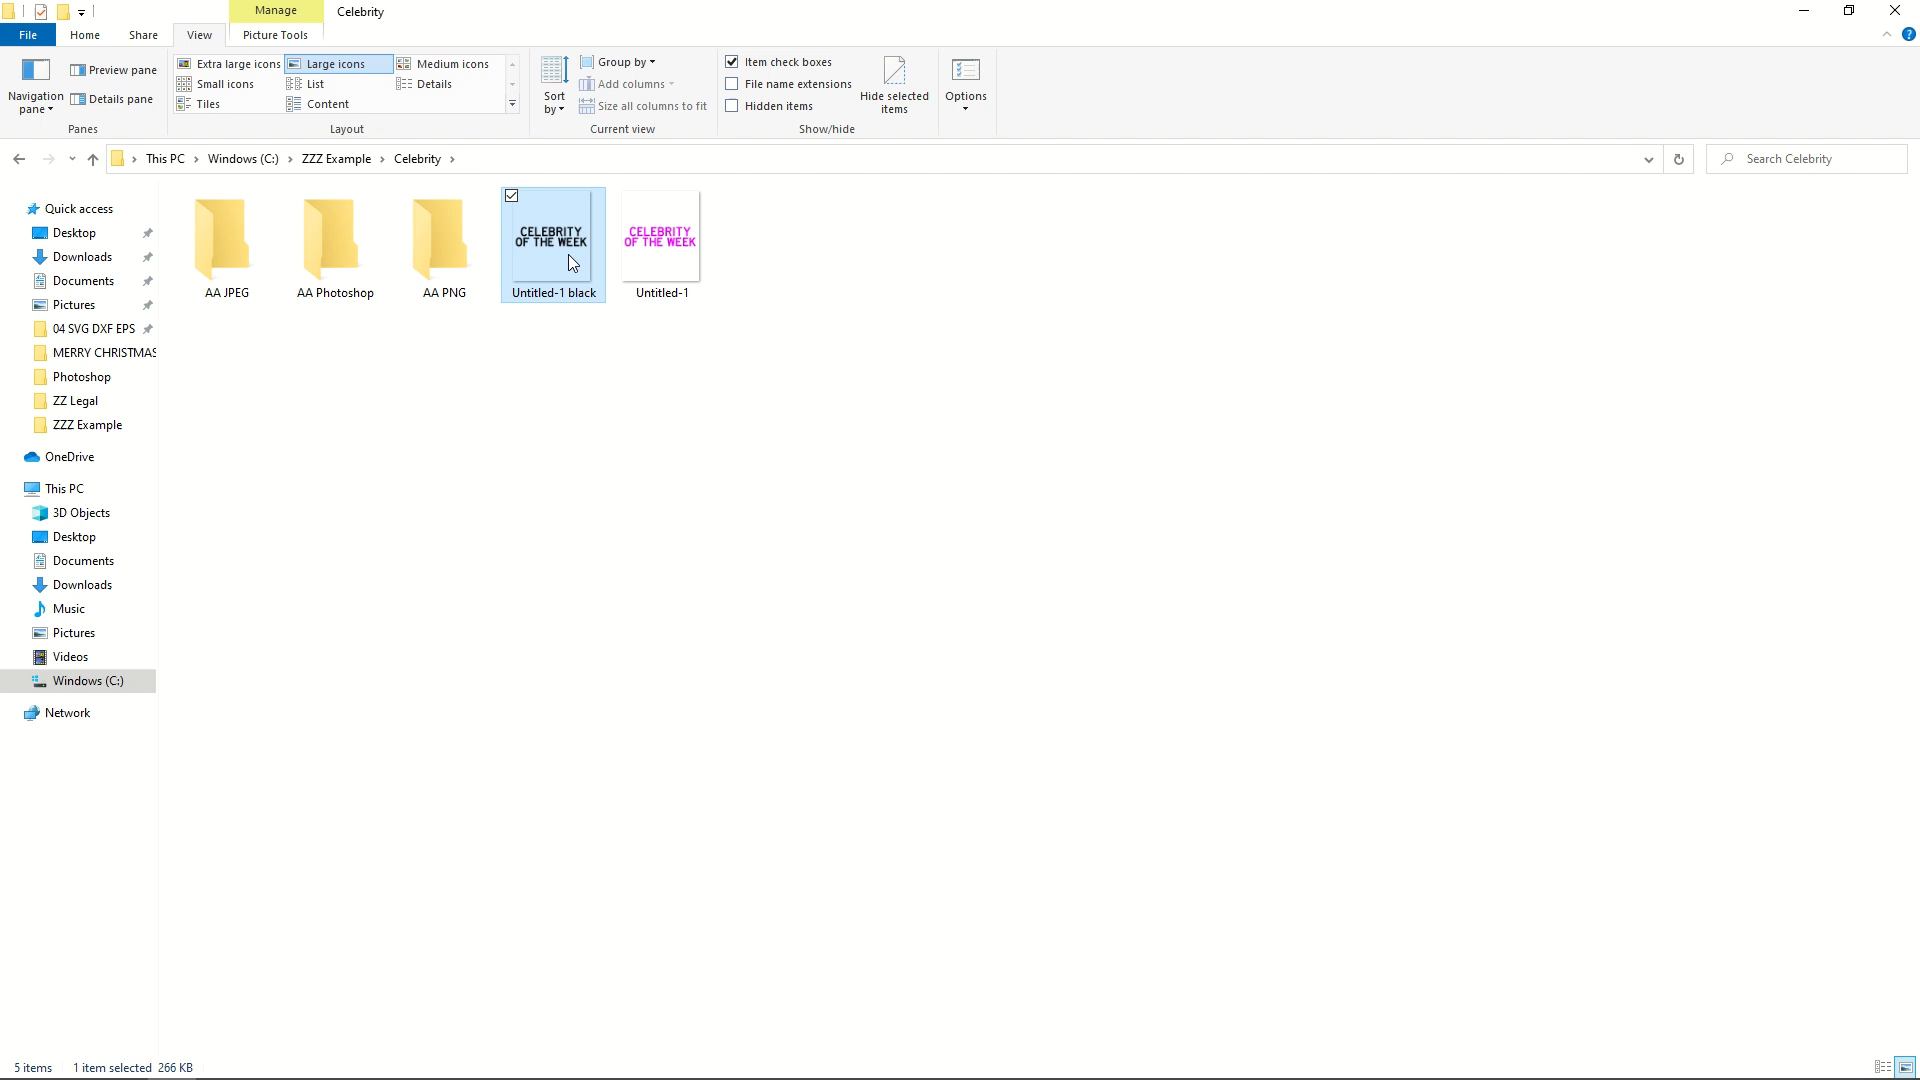 Manage
Celebrity
File
Home
Share
View
Picture Tools
Navigation pane
Preview pane
Details pane
Panes
Extra large icons
Large icons
Medium icons
Small icons
List
Details
Tiles
Content
Layout
Sort by
Group by
Add columns
Size all columns to fit
Current view
Item check boxes
File name extensions
Hidden items
Hide selected items
Show/hide
Options
This PC
Windows (C:)
ZZZ Example
Celebrity
Search Celebrity
Quick access
Desktop
Downloads
Documents
Pictures
04 SVG DXF EPS
MERRY CHRISTMAS
Photoshop
ZZ Legal
ZZZ Example
OneDrive
This PC
3D Objects
Desktop
Documents
Downloads
Music
Pictures
Videos
Windows (C:)
Network
AA JPEG
AA Photoshop
AA PNG
CELEBRITY
OF THE WEEK
Untitled-1 black
CELEBRITY
OF THE WEEK
Untitled-1
5 items
1 item selected 266 KB